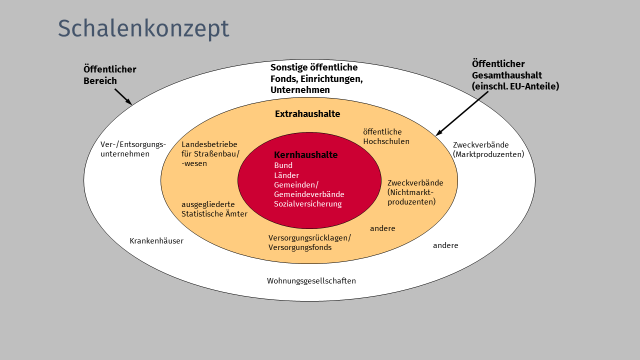 Schalenkonzept
Öffentlicher
Bereich
Sonstige öffentliche
Fonds, Einrichtungen,
Unternehmen
Öffentlicher
Gesamthaushalt
(einschl. EU-Anteile)
Extrahaushalte
öffentliche
Hochschulen
Ver-/Entsorgungs-
unternehmen
Landesbetriebe
für Straßenbau/
-wesen
Kernhaushalte
Bund
Länder
Gemeinden/
Gemeindeverbände
Sozialversicherung
Zweckverbände
(Marktproduzenten)
Zweckverbände
(Nichtmarkt-
produzenten)
ausgegliederte
Statistische Ämter
andere
Krankenhäuser
Versorgungsrücklagen/
Versorgungsfonds
andere
Wohnungsgesellschaften